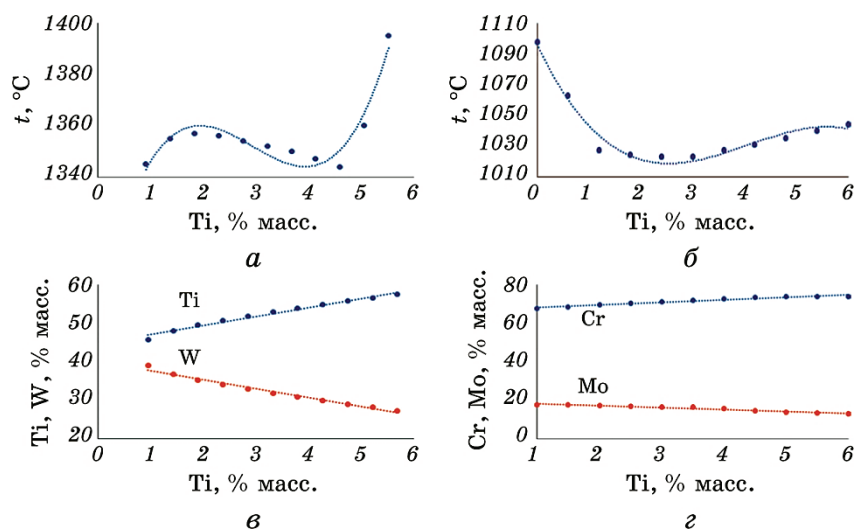 t, °C
1400
1380
1360
1340
0 1 2 3 4 5 6
Ti, % масс.
а
t, °C
1110
1090
1070
1050
1030
1010
0 1 2 3 4 5 6
Ti, % масс.
б
Ti, W, % масс.
60
50
40
30
20
Ti
W
0 1 2 3 4 5 6
Ti, % масс.
в
Cr, Mo, % масс.
80
60
40
20
0
Cr
Mo
1 2 3 4 5 6
Ti, % масс.
г